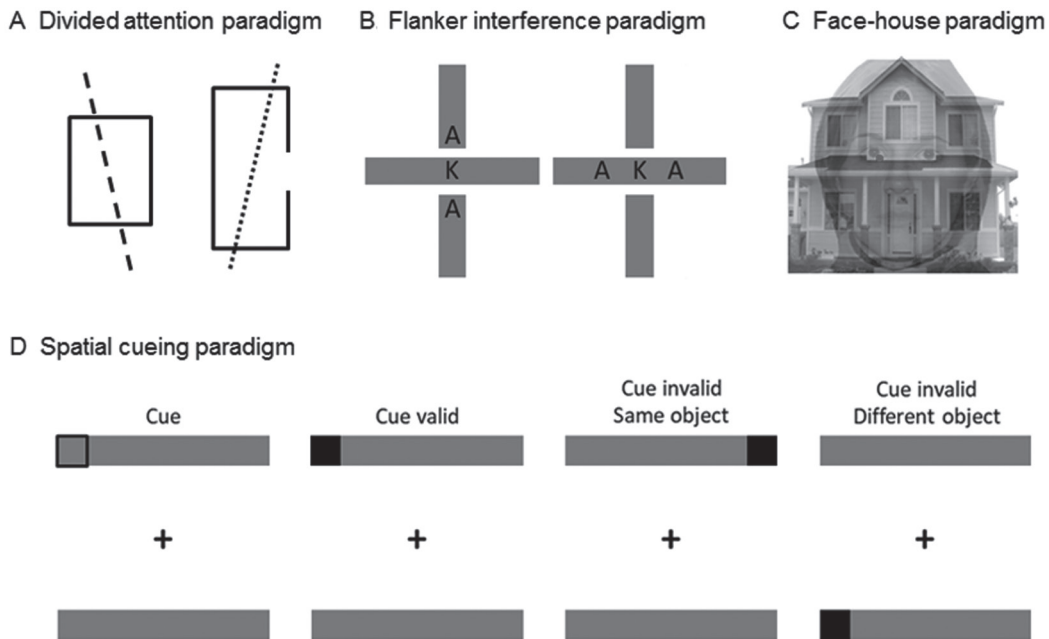 A Divided attention paradigm
B Flanker interference paradigm
C Face-house paradigm
A
K
A
A K A
D Spatial cueing paradigm
Cue
Cue valid
Cue invalid
Same object
Cue invalid
Different object
+ + + +